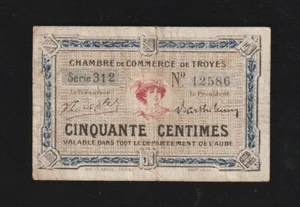 CHAMBRE DE COMMERCE DE TROYES
Série 312 Nº 12586
le Trésorier le Président
CINQUANTE CENTIMES
VALABLE DANS TOUT LE DÉPARTEMENT DE L'AUBE